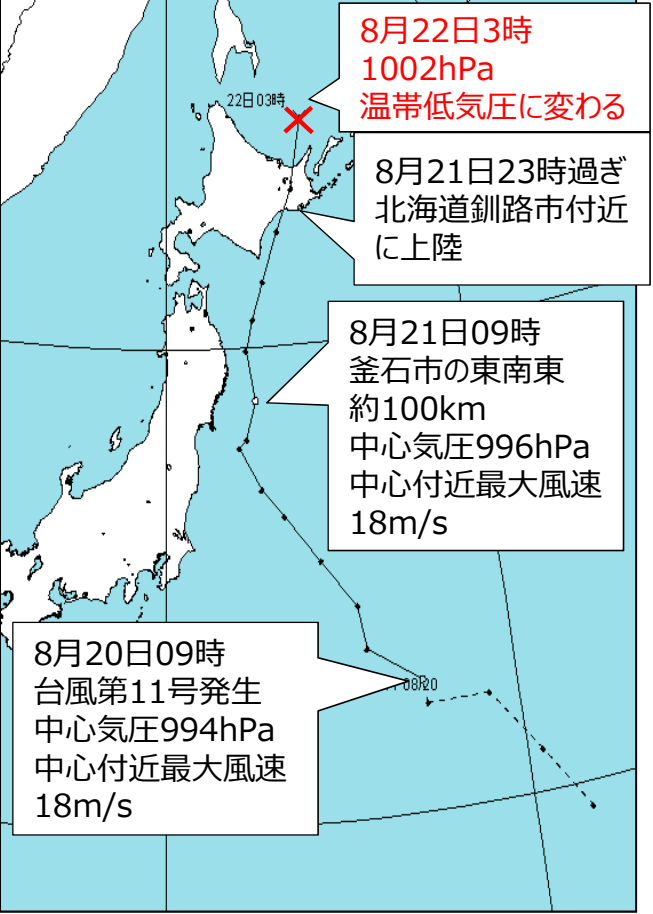 8月22日3時
1002hPa
温帯低気圧に変わる
22日03時
8月21日23時過ぎ
北海道釧路市付近
に上陸
8月21日09時
釜石市の東南東
約100km
中心気圧996hPa
中心付近最大風速
18m/s
8月20日09時
台風第11号発生
中心気圧994hPa
中心付近最大風速
18m/s